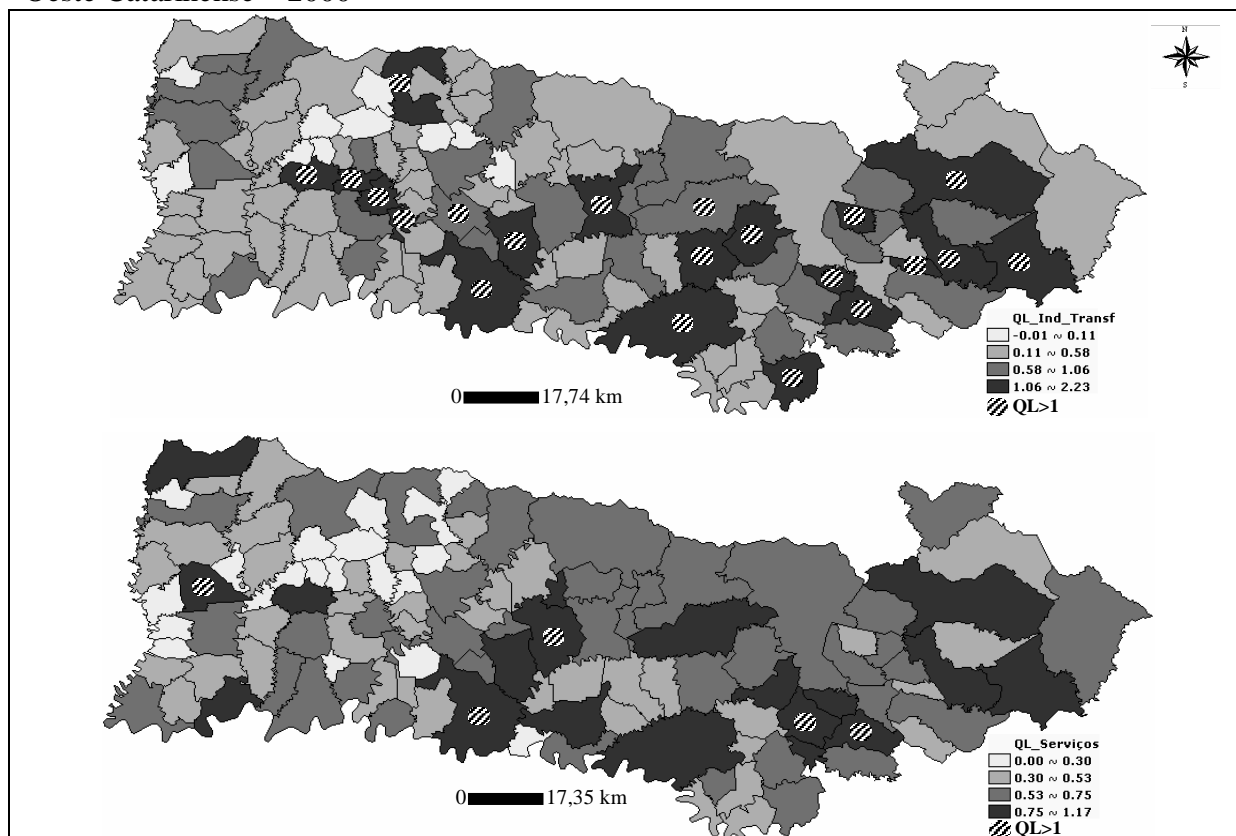 Oeste Catarinense – 2000
N
S
QL_Ind_Transf
-0.01 ~ 0.11
0.11 ~ 0.58
0.58 ~ 1.06
1.06 ~ 2.23
QL>1
0 17,74 km
QL_Serviços
0.00 ~ 0.30
0.30 ~ 0.53
0.53 ~ 0.75
0.75 ~ 1.17
QL>1
0 17,35 km